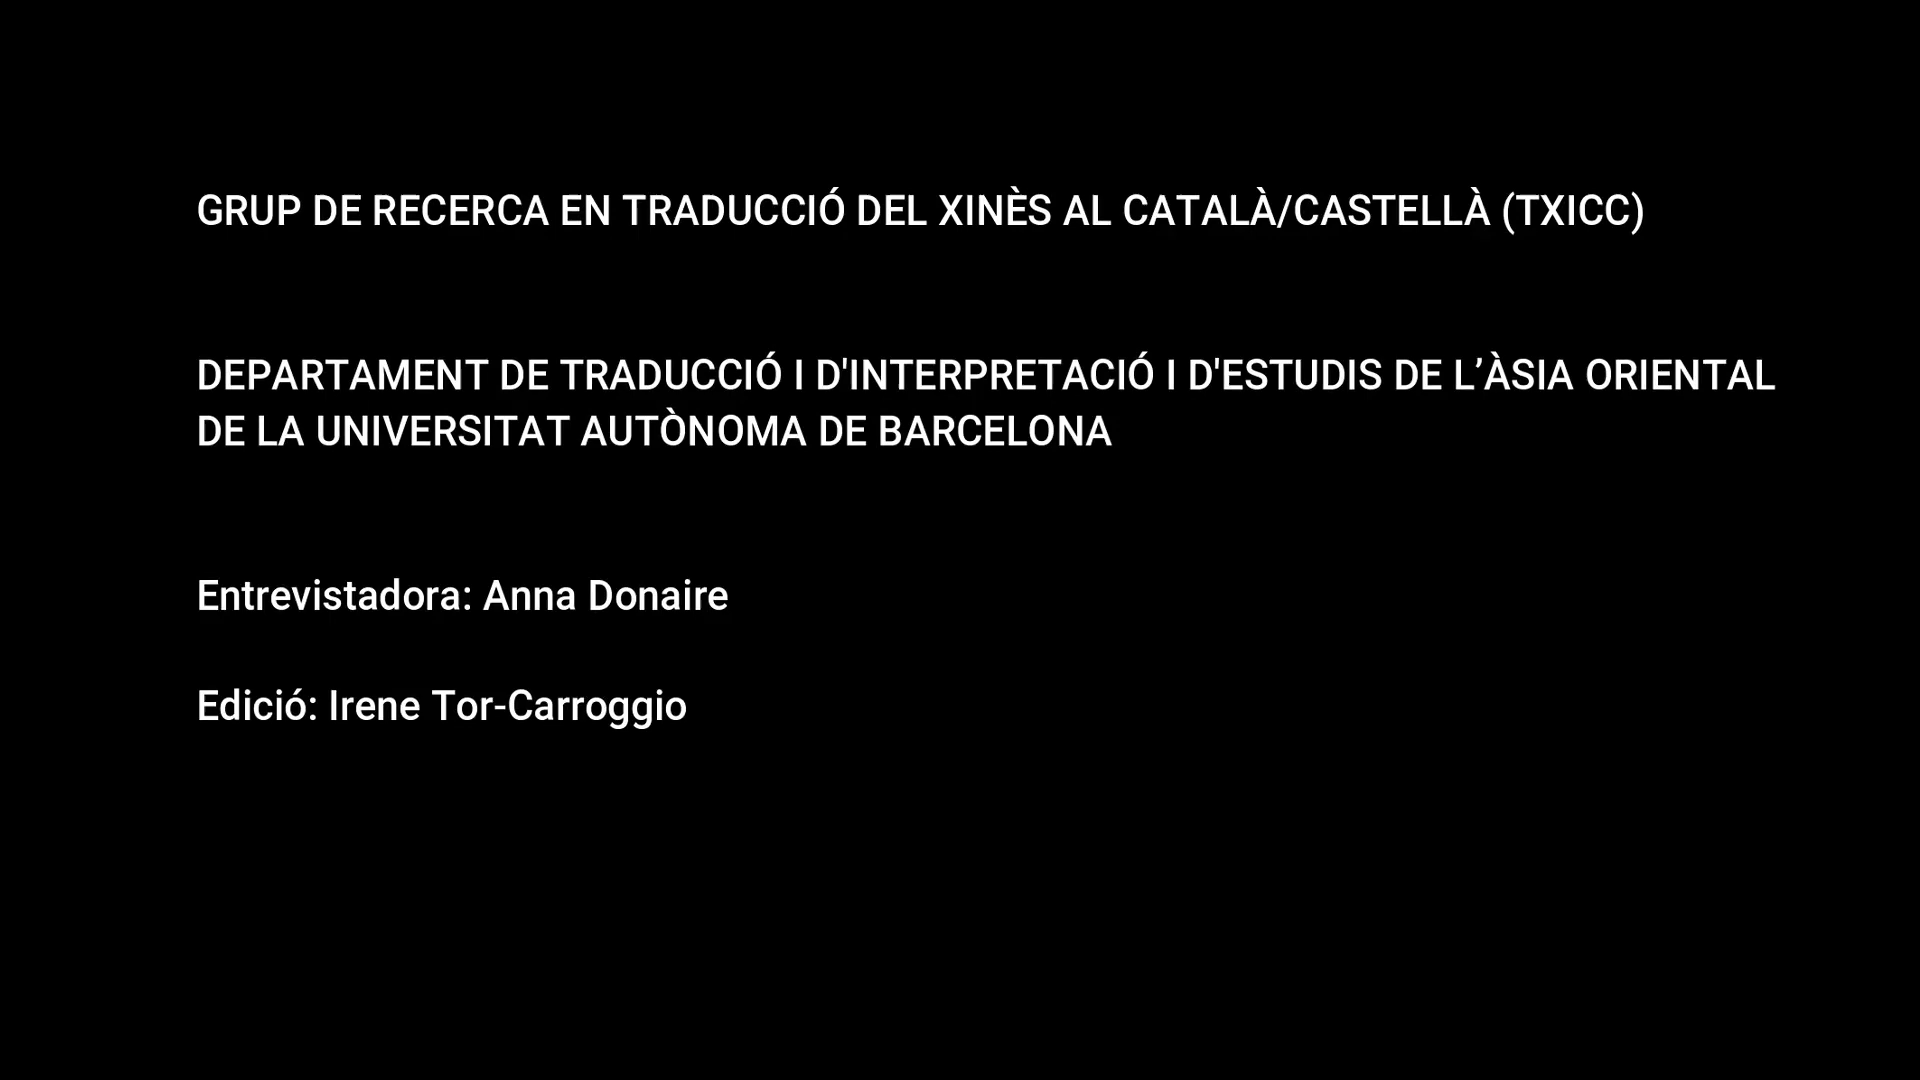 GRUP DE RECERCA EN TRADUCCIÓ DEL XINÈS AL CATALÀ/CASTELLÀ (TXICC)
DEPARTAMENT DE TRADUCCIÓ I D'INTERPRETACIÓ I D'ESTUDIS DE L’ÀSIA ORIENTAL
DE LA UNIVERSITAT AUTÒNOMA DE BARCELONA
Entrevistadora: Anna Donaire
Edició: Irene Tor-Carroggio